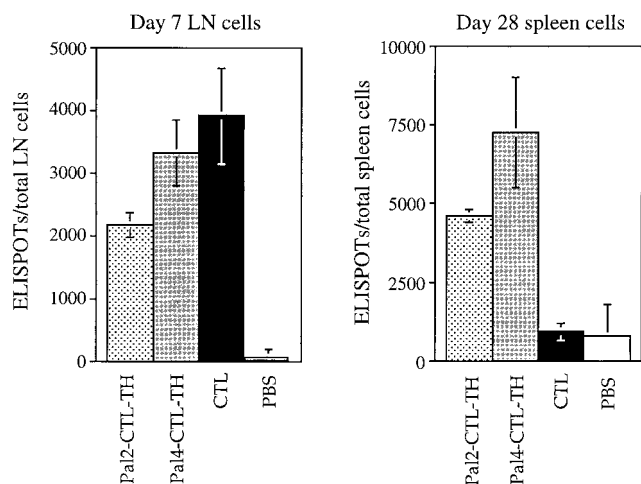 Day 7 LN cells
ELISPOTs/total LN cells
5000
4000
3000
2000
1000
0
Pal2-CTL-TH
Pal4-CTL-TH
CTL
PBS
Day 28 spleen cells
ELISPOTs/total spleen cells
10000
7500
5000
2500
0
Pal2-CTL-TH
Pal4-CTL-TH
CTL
PBS